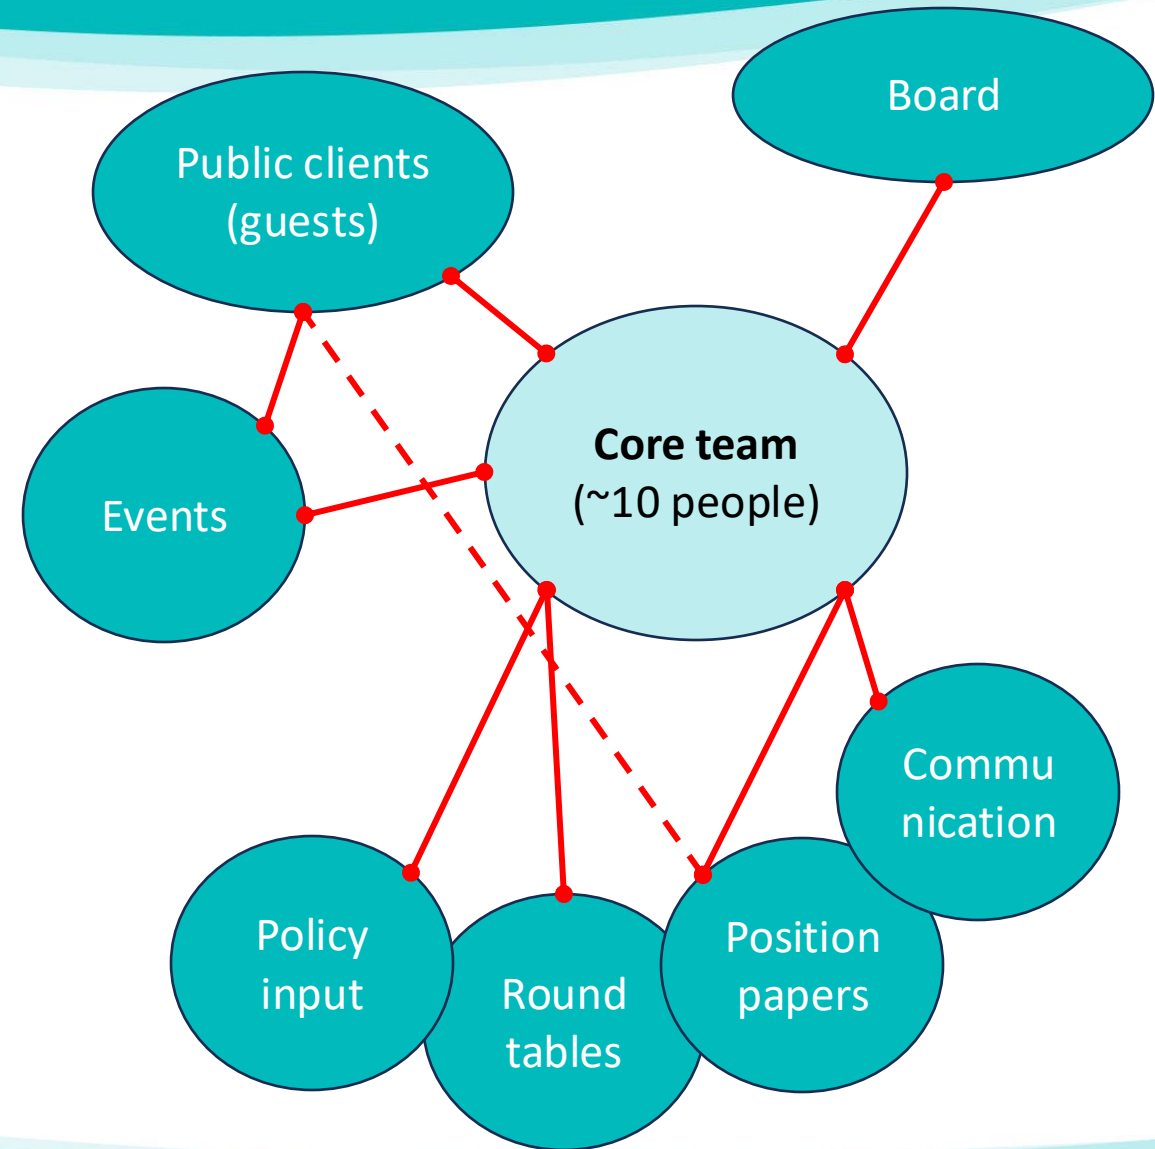 Board
Public clients
(guests)
Core team
(~10 people)
Events
Commu
nication
Policy
input
Round
tables
Position
papers